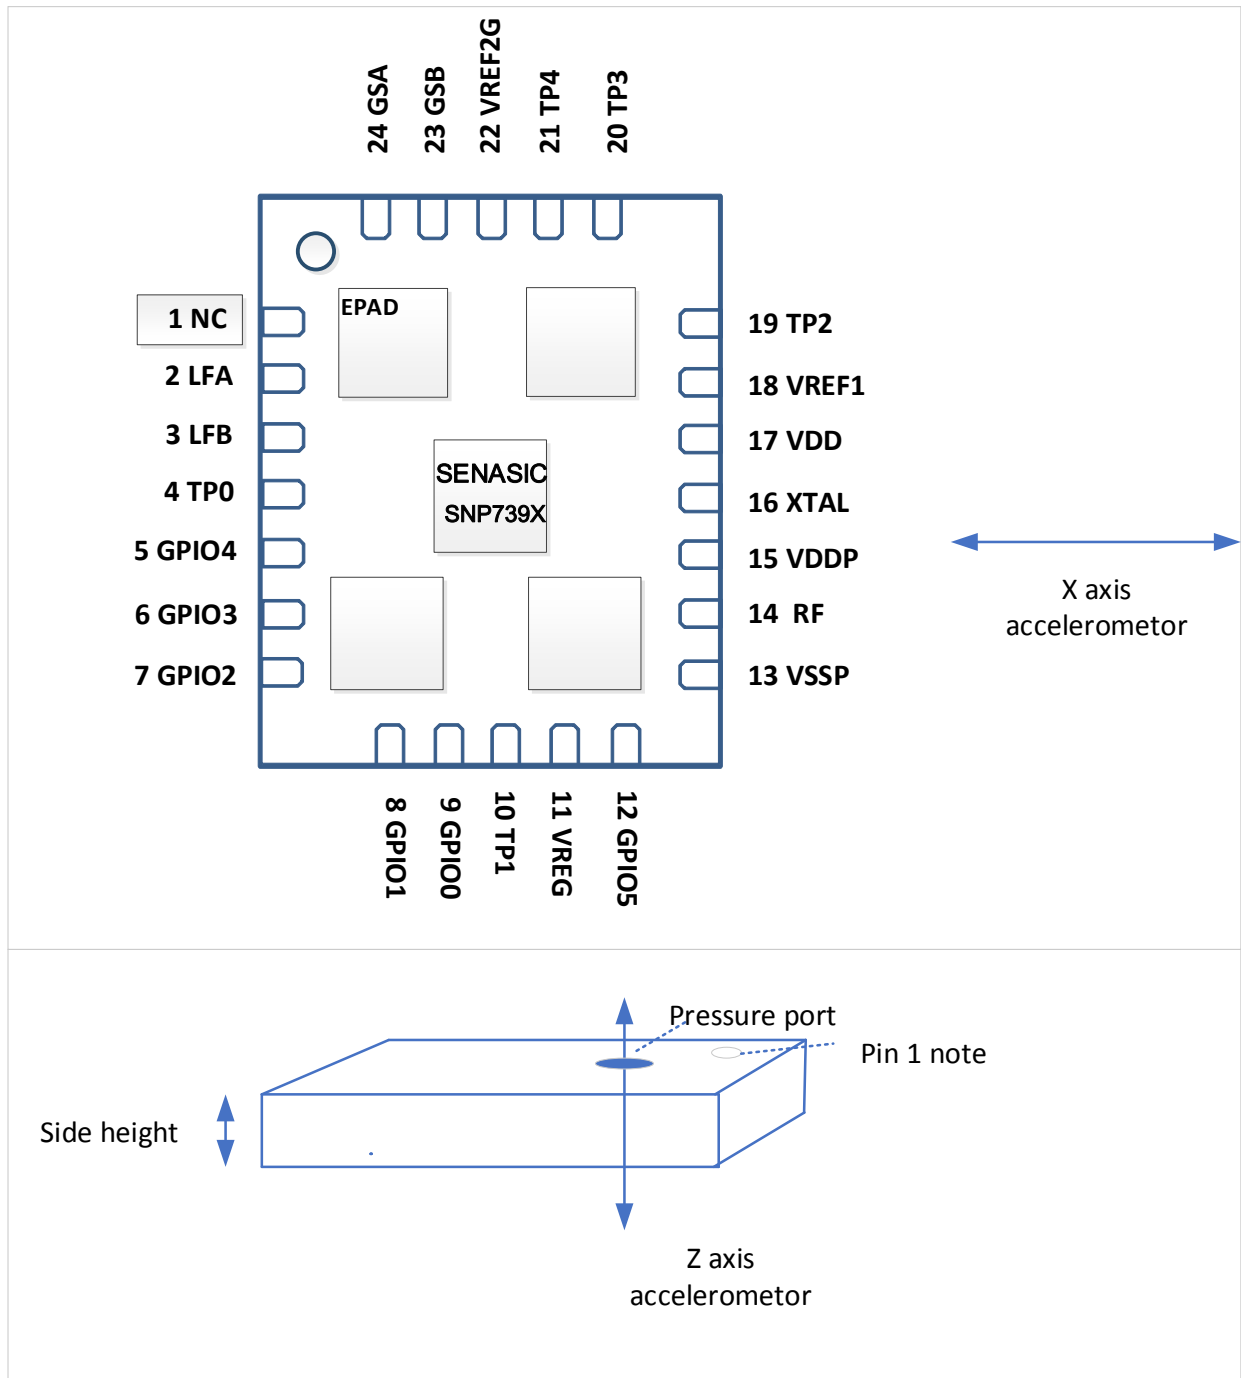 24 GSA
23 GSB
22 VREF2G
21 TP4
20 TP3
EPAD
1 NC
2 LFA
3 LFB
4 TP0
5 GPIO4
6 GPIO3
7 GPIO2
SENASIC
SNP739X
19 TP2
18 VREF1
17 VDD
16 XTAL
15 VDDP
14 RF
13 VSSP
X axis
accelerometor
8 GPIO1
9 GPIO0
10 TP1
11 VREG
12 GPIO5
Pressure port
Pin 1 note
Side height
Z axis
accelerometor